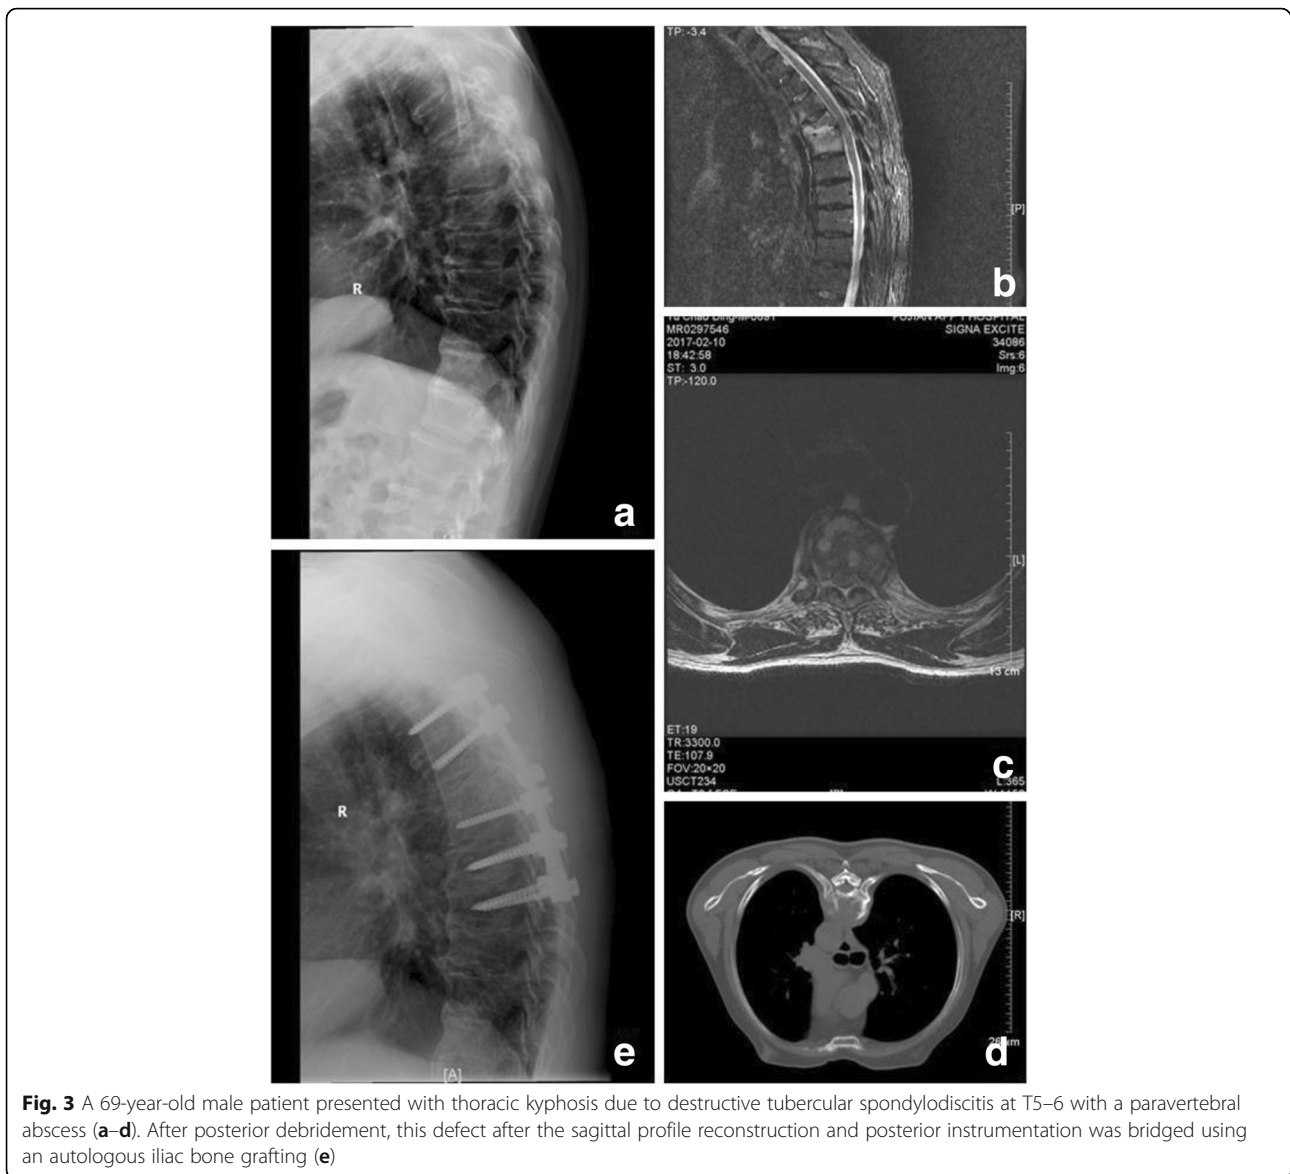 R
a
TP: -3.4
[P]
b
MR0297546
2017-02-10
18:42:58
ST: 3.0
TP:-120.0
SIGNA EXCITE
34086
Srs:6
Img:6
[L]
13 cm
ET:19
TR:3300.0
TE:107.9
FOV:20×20
USCT234
L:365
c
R
[A]
e
[R]
d
Fig. 3 A 69-year-old male patient presented with thoracic kyphosis due to destructive tubercular spondylodiscitis at T5–6 with a paravertebral
abscess (a–d). After posterior debridement, this defect after the sagittal profile reconstruction and posterior instrumentation was bridged using
an autologous iliac bone grafting (e)